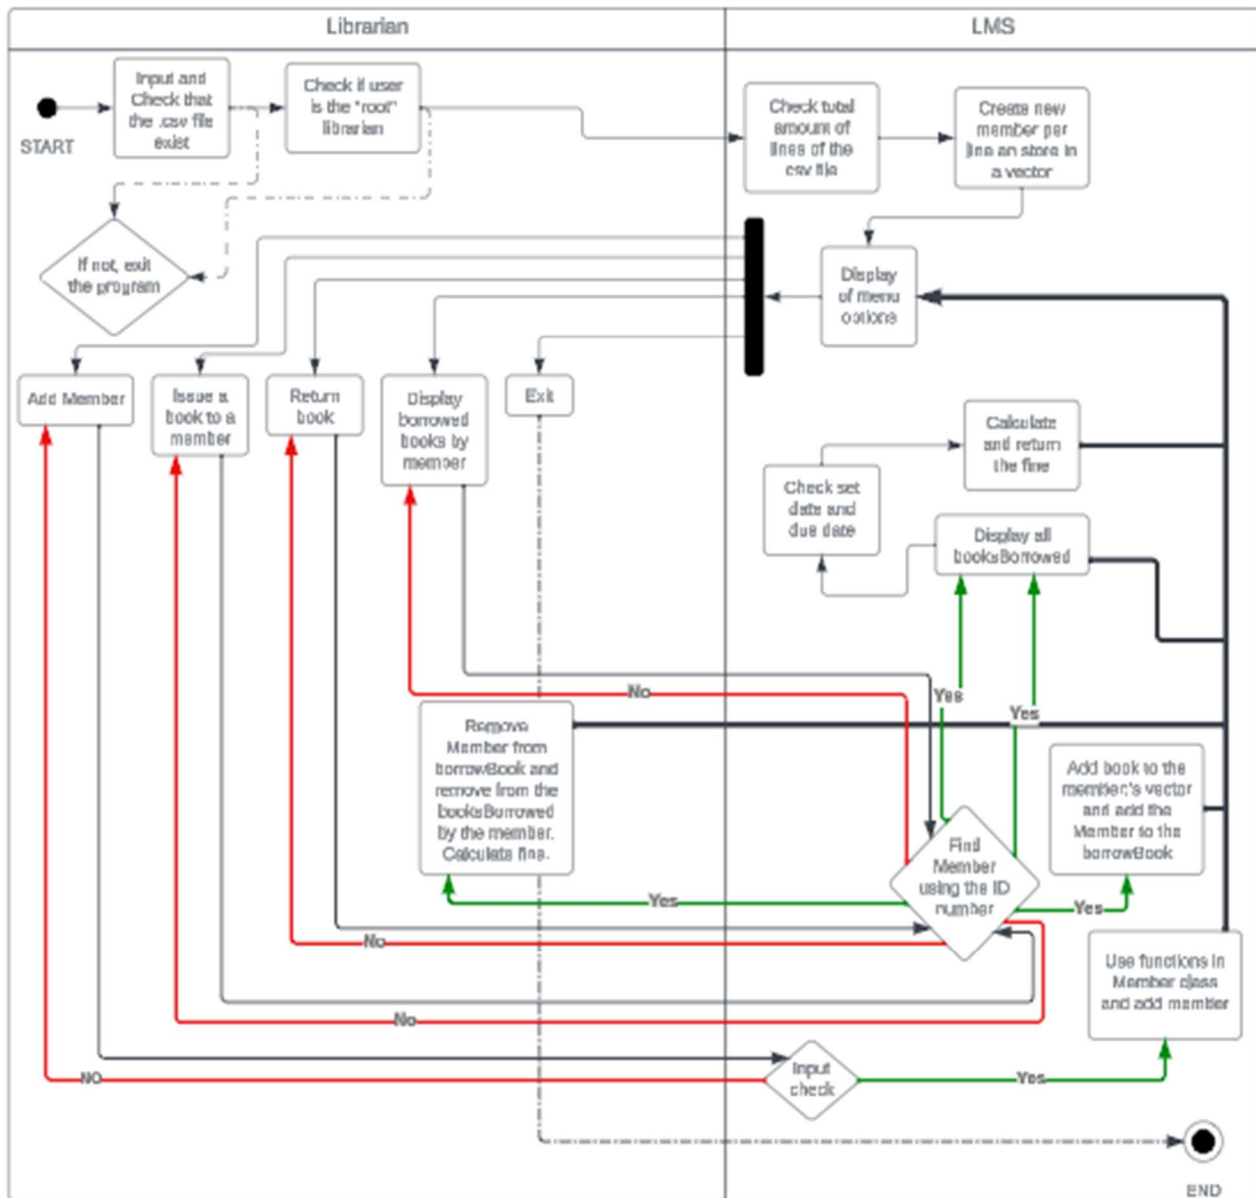 Librarian
LMS
START
Input and
Check that
the .csv file
exist
Check if user
is the "root"
librarian
Check total
amount of
lines of the
csv file
Create new
member per
line an store in
a vector
If not, exit
the program
Display
of menu
options
Add Member
Issue a
book to a
member
Return
book
Display
borrowed
books by
member
Exit
Calculate
and return
the fine
Check set
date and
due date
Display all
booksBorrowed
No
Yes
Yes
Remove
Member from
borrowBook and
remove from the
booksBorrowed
by the member.
Calculate fine.
Add book to the
member's vector
and add the
Member to the
borrowBook
Find
Member
using the ID
number
Yes
Yes
No
Use functions in
Member class
and add member
No
Input
check
NO
Yes
END